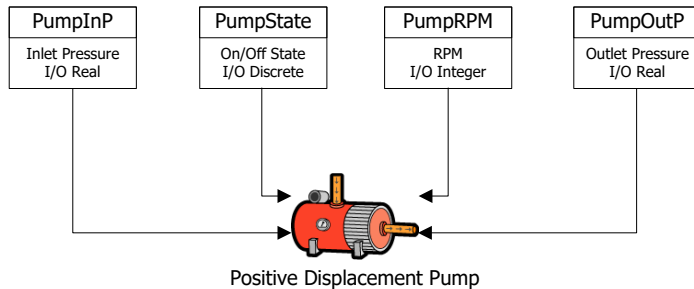 PumpInP
Inlet Pressure
I/O Real
PumpState
On/Off State
I/O Discrete
PumpRPM
RPM
I/O Integer
PumpOutP
Outlet Pressure
I/O Real
Positive Displacement Pump